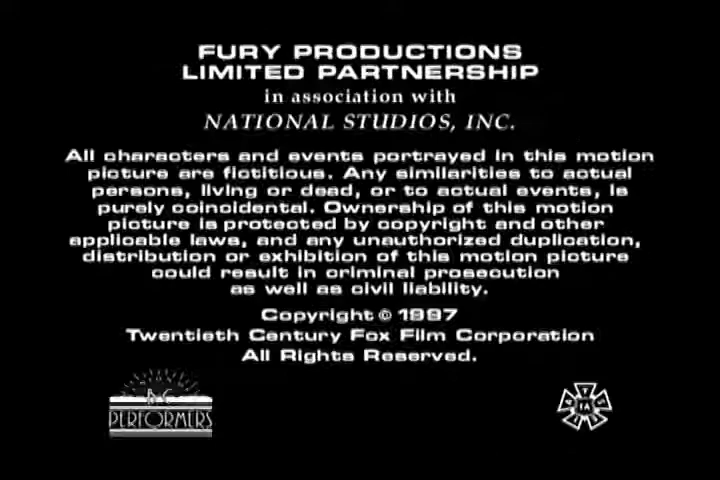 FURY PRODUCTIONS
LIMITED PARTNERSHIP
in association with
NATIONAL STUDIOS, INC.
All characters and events portrayed in this motion
picture are fictitious. Any similarities to actual
persons, living or dead, or to actual events, is
purely coincidental. Ownership of this motion
picture is protected by copyright and other
applicable laws, and any unauthorized duplication,
distribution or exhibition of this motion picture
could result in criminal prosecution
as well as civil liability.
Copyright © 1997
Twentieth Century Fox Film Corporation
All Rights Reserved.
PERFORMERS
IA